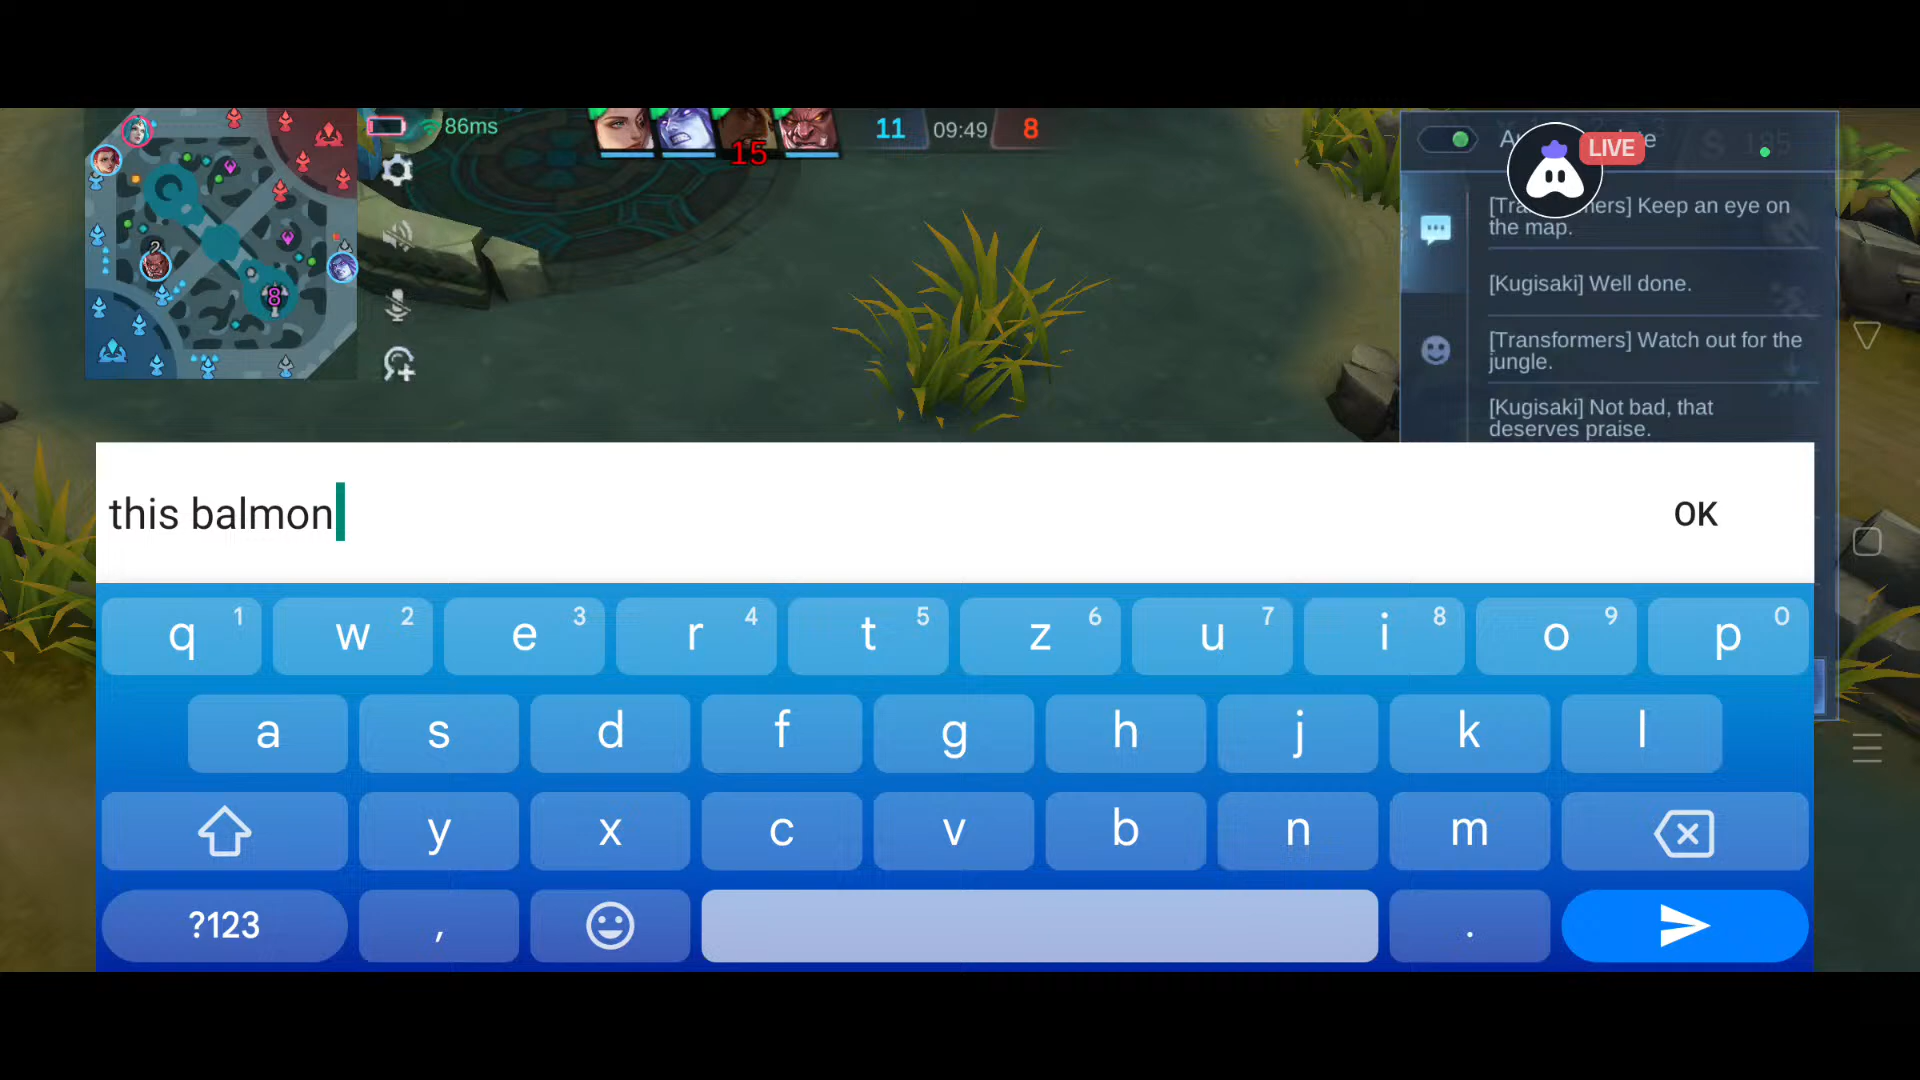 86ms
15
11 09:49 8
LIVE
8
[Kugisaki] Well done.
[Transformers] Watch out for the
jungle.
[Kugisaki] Not bad, that
deserves praise.
Keep an eye on
the map.
this balmon
OK
q 1 w 2 e 3 r 4 t 5 z 6 u 7 i 8 o 9 p 0
a s d f g h j k l
y x c v b n m
?123 , .